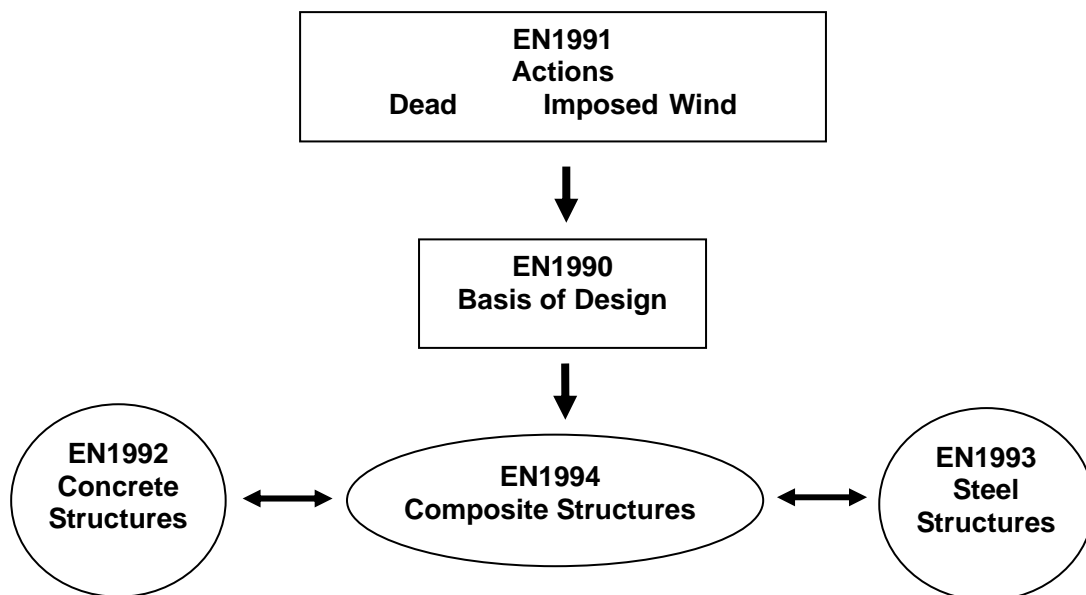 EN1991
Actions
Dead Imposed Wind
EN1990
Basis of Design
EN1992
Concrete
Structures
EN1994
Composite Structures
EN1993
Steel
Structures